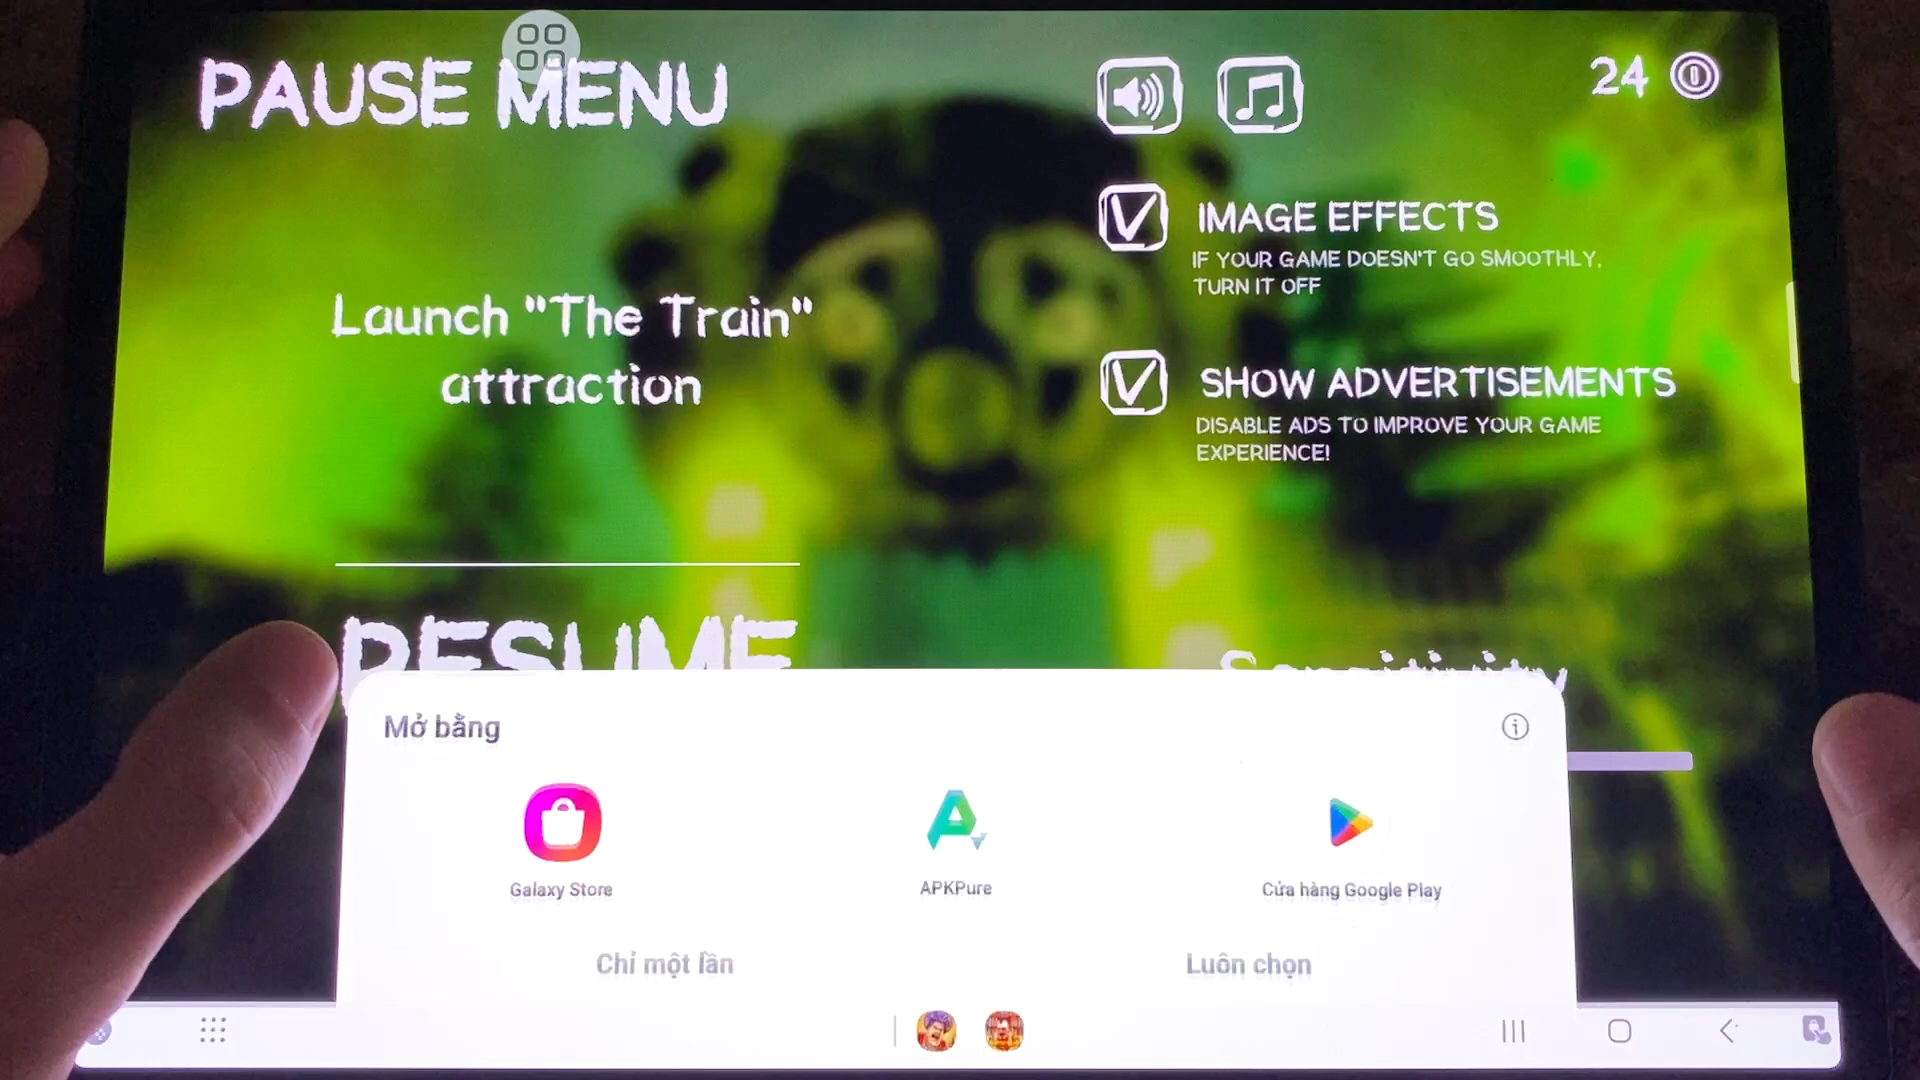 PAUSE MENU
24
IMAGE EFFECTS
IF YOUR GAME DOESN'T GO SMOOTHLY,
TURN IT OFF
Launch "The Train"
attraction
SHOW ADVERTISEMENTS
DISABLE ADS TO IMPROVE YOUR GAME
EXPERIENCE!
RESUME
Sensitivity
Mở bằng
Galaxy Store
APKPure
Cửa hàng Google Play
Chỉ một lần
Luôn chọn